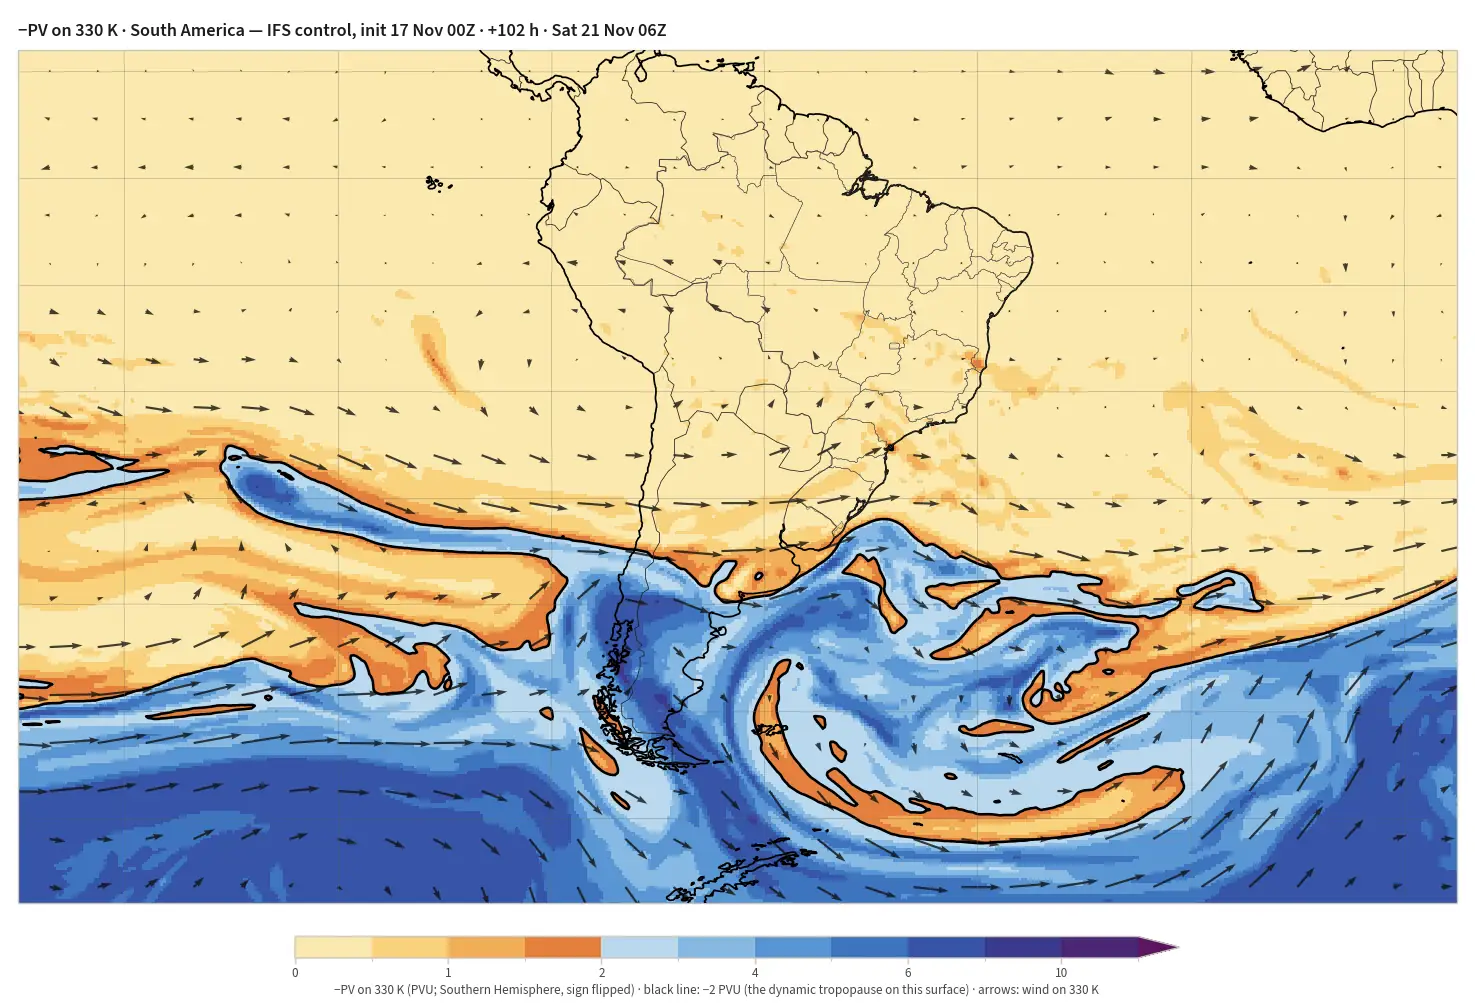 −PV on 330 K · South America — IFS control, init 17 Nov 00Z · +102 h · Sat 21 Nov 06Z
0 1 2 4 6 10
−PV on 330 K (PVU; Southern Hemisphere, sign flipped) · black line: −2 PVU (the dynamic tropopause on this surface) · arrows: wind on 330 K